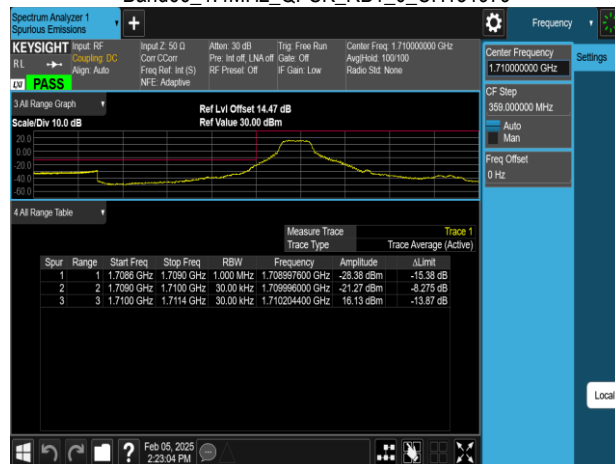 Spectrum Analyzer 1
Spurious Emissions
Frequency
KEYSIGHT
RL
Input: RF
Coupling: DC
Align: Auto
Input Z: 50 Ω
Corr CCorr
Freq Ref: Int (S)
NFE: Adaptive
Atten: 30 dB
Pre: Int off, LNA off
RF Presel: Off
Trig: Free Run
Gate: Off
IF Gain: Low
Center Freq: 1.710000000 GHz
Avg|Hold: 100/100
Radio Std: None
LXI PASS
Center Frequency
1.710000000 GHz
Settings
CF Step
359.000000 MHz
Auto
Man
Freq Offset
0 Hz
3 All Range Graph
Scale/Div 10.0 dB
Ref Lvl Offset 14.47 dB
Ref Value 30.00 dBm
20.0
0.00
-20.0
-40.0
-60.0
4 All Range Table
Measure Trace Trace 1
Trace Type Trace Average (Active)
Spur Range Start Freq Stop Freq RBW Frequency Amplitude ΔLimit
1 1 1.7086 GHz 1.7090 GHz 1.000 MHz 1.708997600 GHz -28.38 dBm -15.38 dB
2 2 1.7090 GHz 1.7100 GHz 30.00 kHz 1.709996000 GHz -21.27 dBm -8.275 dB
3 3 1.7100 GHz 1.7114 GHz 30.00 kHz 1.710204400 GHz 16.13 dBm -13.87 dB
Local
Feb 05, 2025
2:23:04 PM